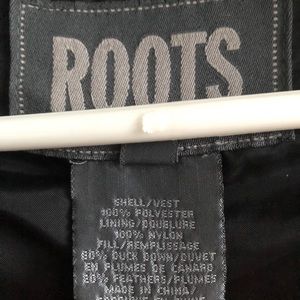 ROOTS
SHELL/VEST
100% POLYESTER
LINING/DOUBLURE
100% NYLON
FILL/REMPLISSAGE
80% DUCK DOWN/DUVET
EN PLUMES DE CANARD
20% FEATHERS/PLUMES
MADE IN CHINA/